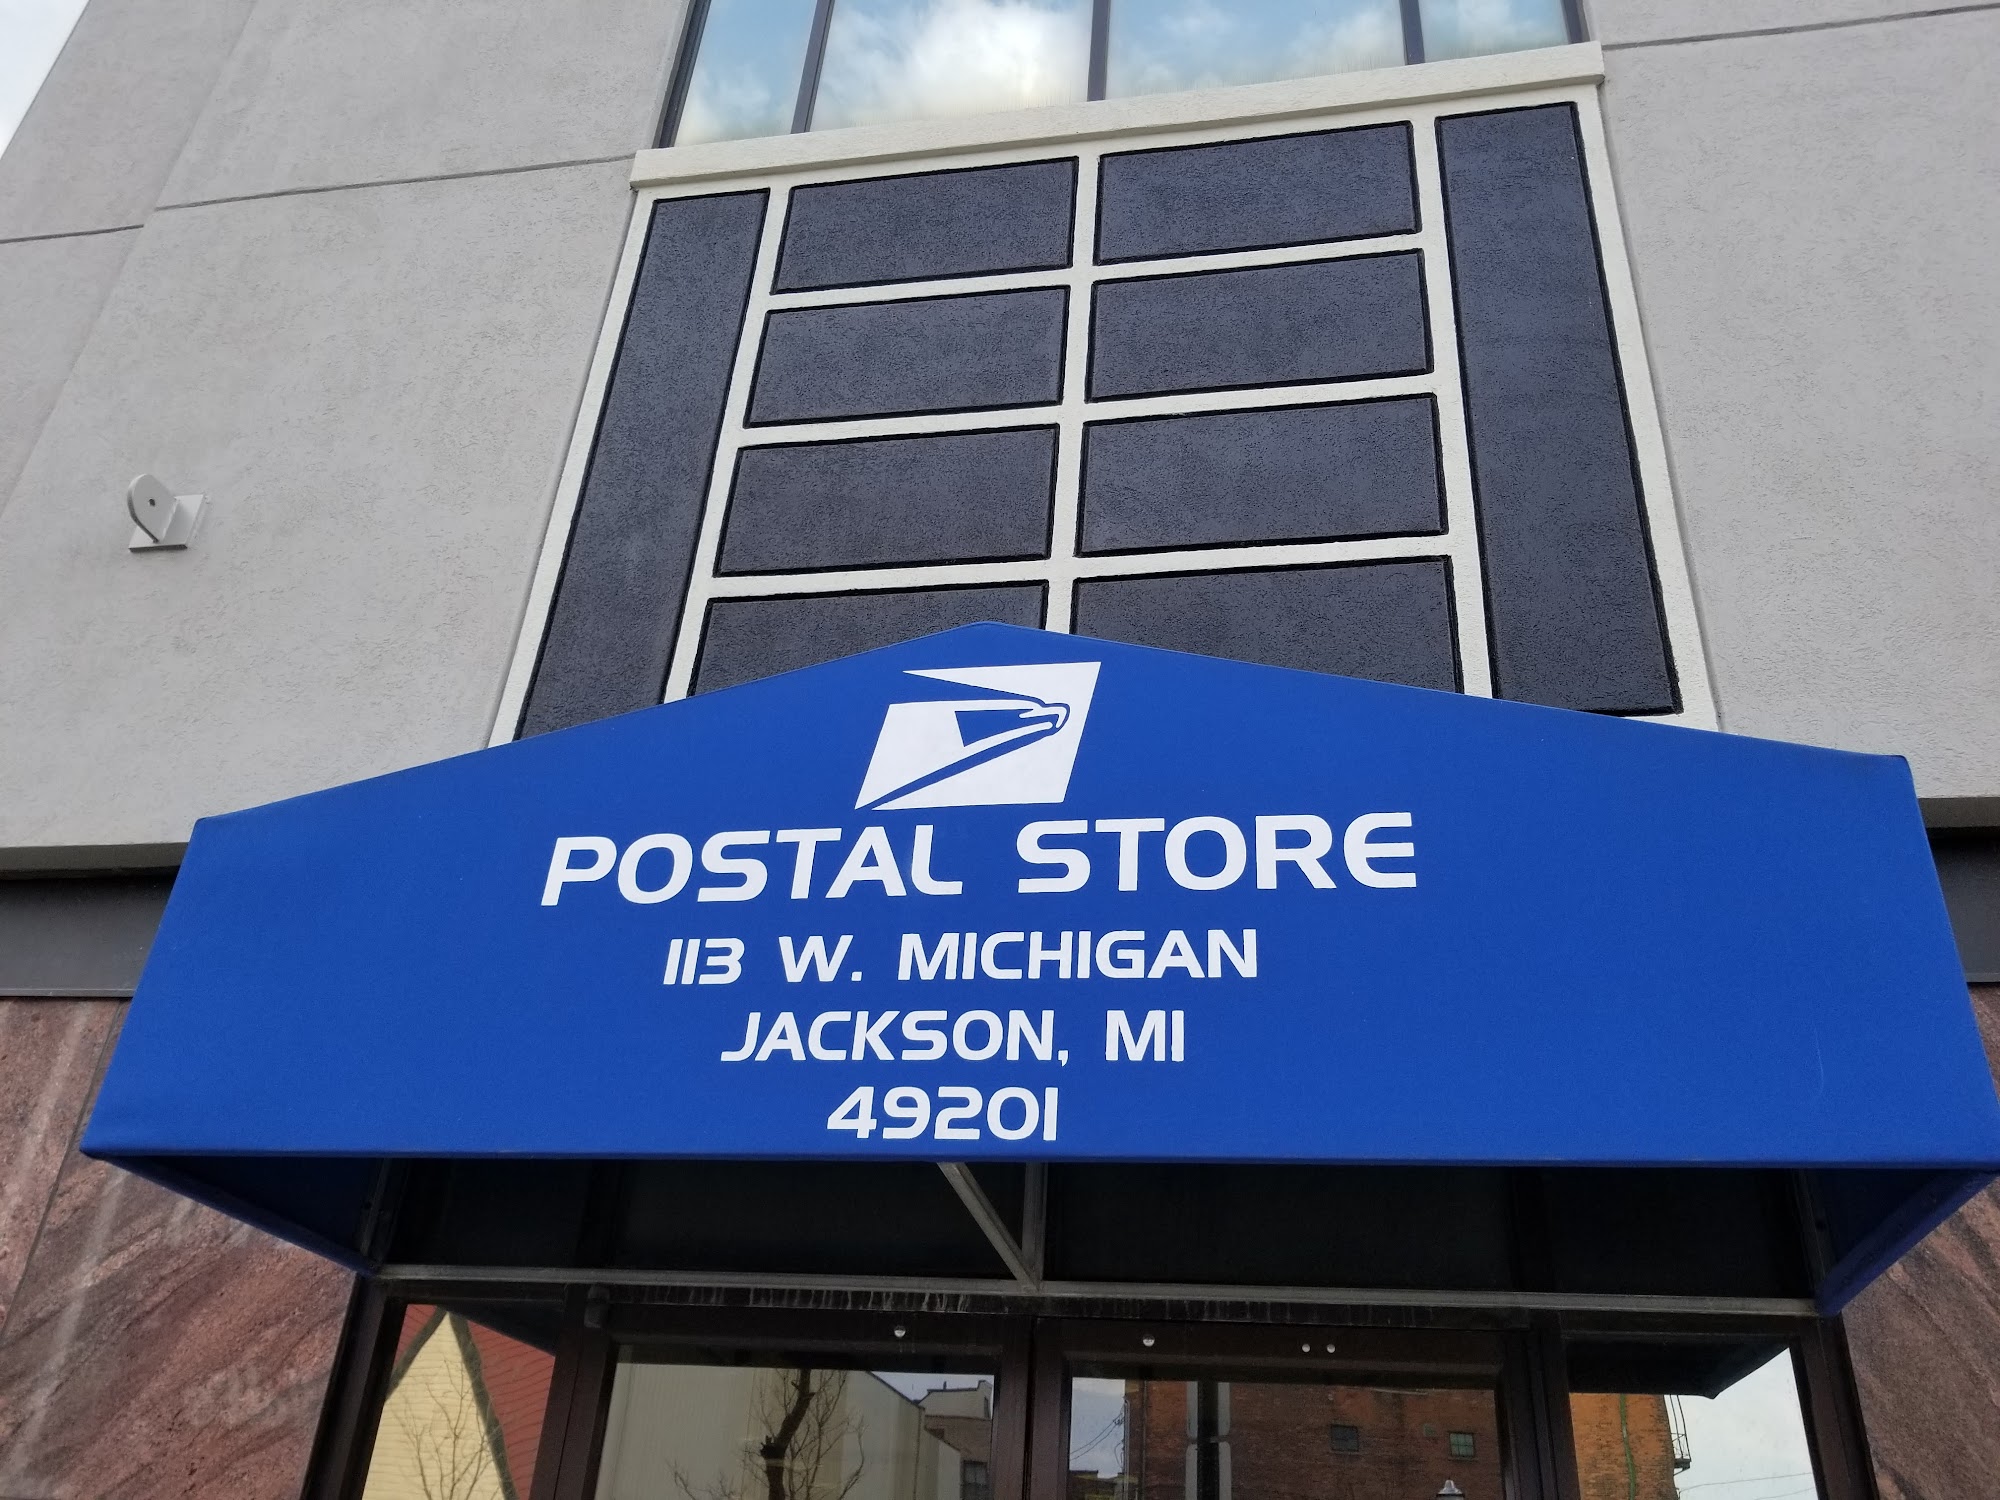 POSTAL STORE
113 W. MICHIGAN
JACKSON, MI
49201